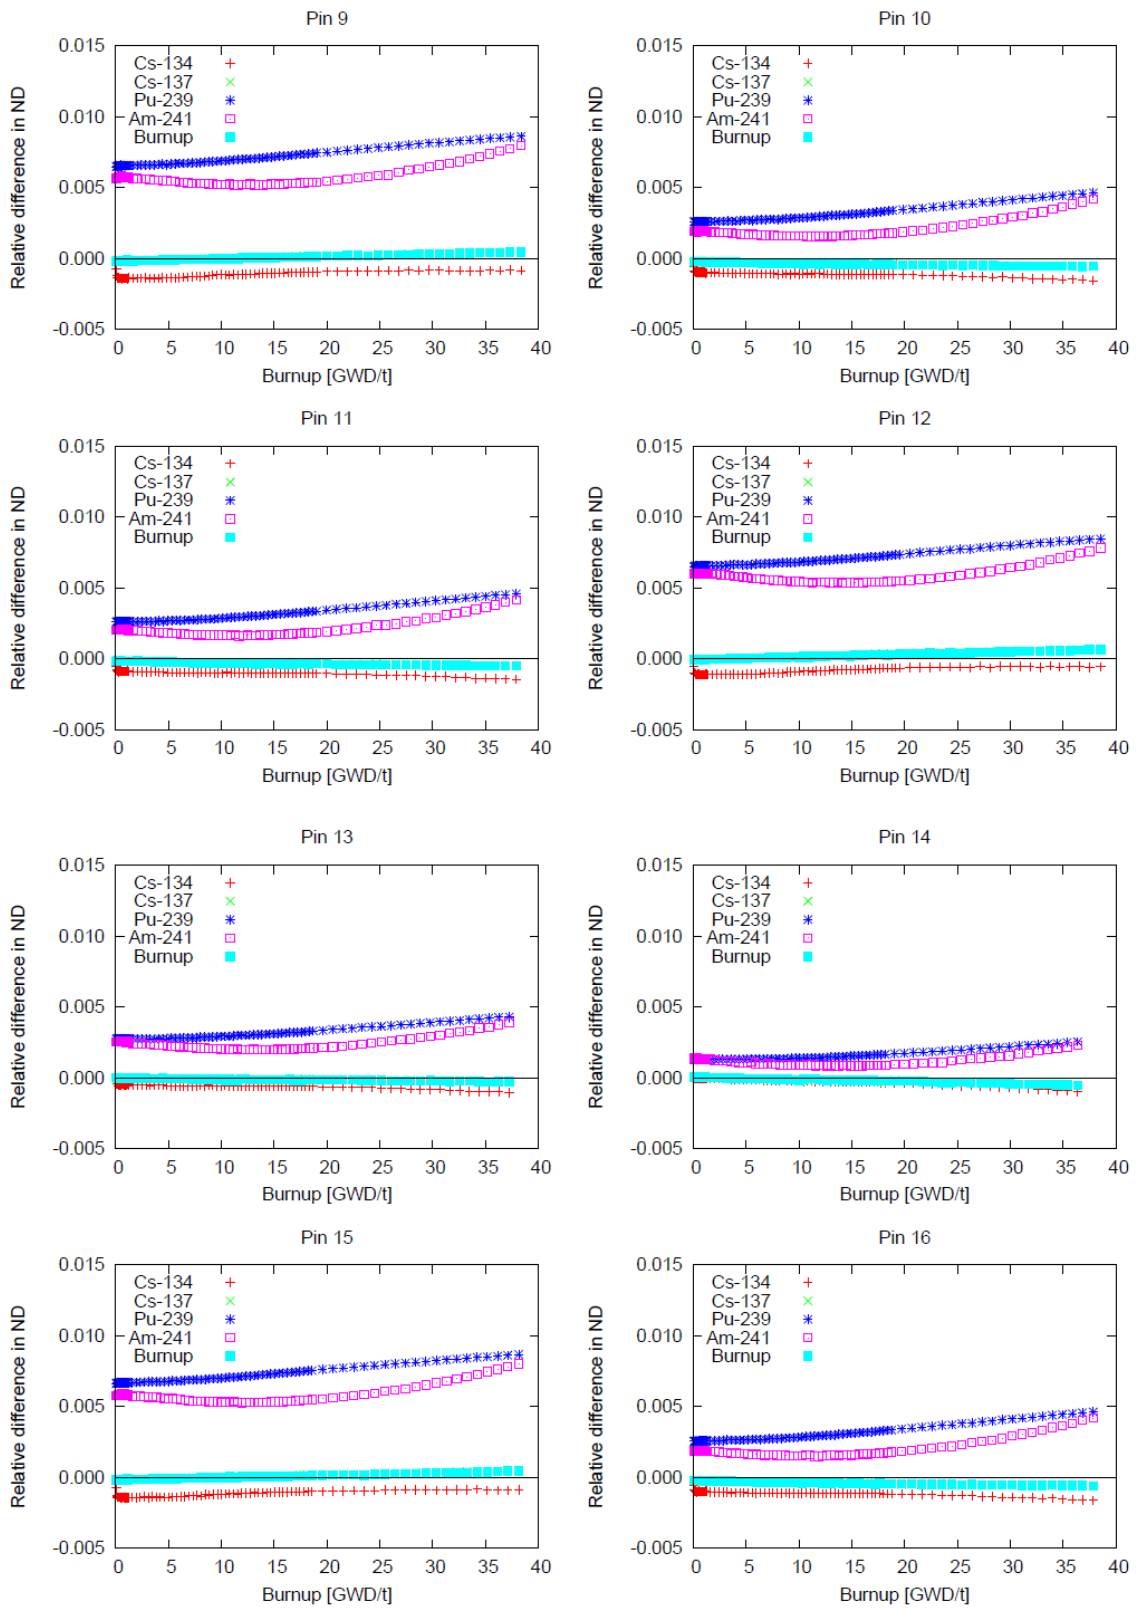 Pin 9
Relative difference in ND
0.015
0.010
0.005
0.000
-0.005
Cs-134
Cs-137
Pu-239
Am-241
Burnup
0 5 10 15 20 25 30 35 40
Burnup [GWD/t]
Pin 10
Relative difference in ND
0.015
0.010
0.005
0.000
-0.005
Cs-134
Cs-137
Pu-239
Am-241
Burnup
0 5 10 15 20 25 30 35 40
Burnup [GWD/t]
Pin 11
Relative difference in ND
0.015
0.010
0.005
0.000
-0.005
Cs-134
Cs-137
Pu-239
Am-241
Burnup
0 5 10 15 20 25 30 35 40
Burnup [GWD/t]
Pin 12
Relative difference in ND
0.015
0.010
0.005
0.000
-0.005
Cs-134
Cs-137
Pu-239
Am-241
Burnup
0 5 10 15 20 25 30 35 40
Burnup [GWD/t]
Pin 13
Relative difference in ND
0.015
0.010
0.005
0.000
-0.005
Cs-134
Cs-137
Pu-239
Am-241
Burnup
0 5 10 15 20 25 30 35 40
Burnup [GWD/t]
Pin 14
Relative difference in ND
0.015
0.010
0.005
0.000
-0.005
Cs-134
Cs-137
Pu-239
Am-241
Burnup
0 5 10 15 20 25 30 35 40
Burnup [GWD/t]
Pin 15
Relative difference in ND
0.015
0.010
0.005
0.000
-0.005
Cs-134
Cs-137
Pu-239
Am-241
Burnup
0 5 10 15 20 25 30 35 40
Burnup [GWD/t]
Pin 16
Relative difference in ND
0.015
0.010
0.005
0.000
-0.005
Cs-134
Cs-137
Pu-239
Am-241
Burnup
0 5 10 15 20 25 30 35 40
Burnup [GWD/t]